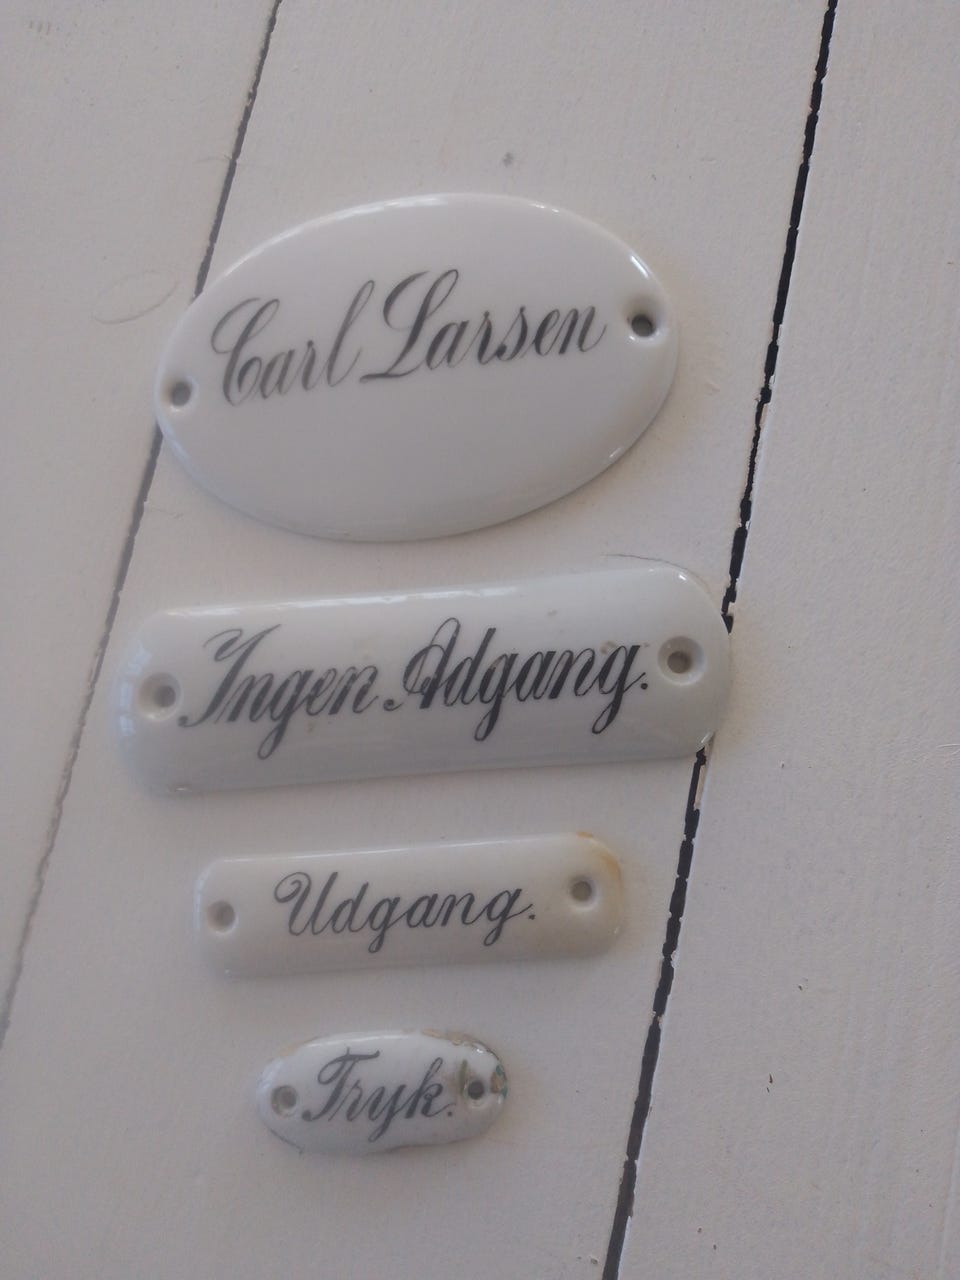 Carl Larsen
Ingen Adgang.
Udgang.
Tryk.